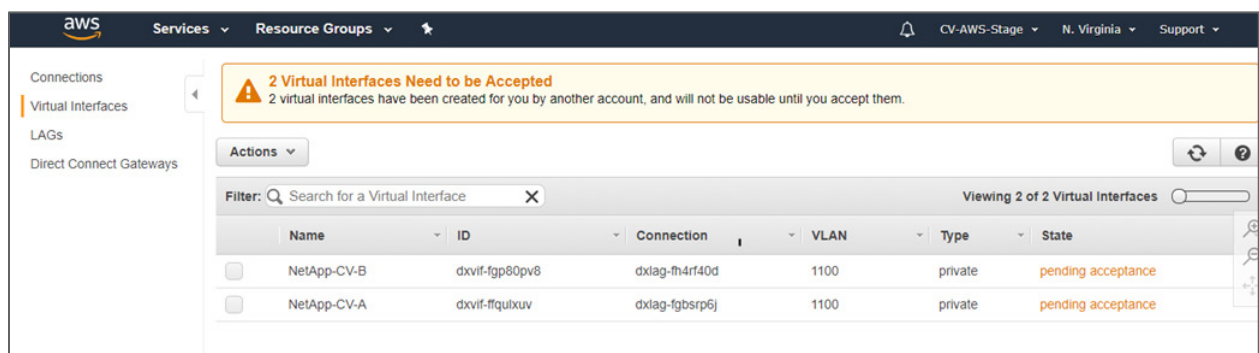 aws Services Resource Groups CV-AWS-Stage N. Virginia Support
Connections
Virtual Interfaces
LAGs
Direct Connect Gateways
2 Virtual Interfaces Need to be Accepted
2 virtual interfaces have been created for you by another account, and will not be usable until you accept them.
Actions
Filter: Search for a Virtual Interface Viewing 2 of 2 Virtual Interfaces
Name ID Connection VLAN Type State
NetApp-CV-B dxvif-fgp80pv8 dxlag-fh4rf40d 1100 private pending acceptance
NetApp-CV-A dxvif-ffqulxuv dxlag-fgbsrp6j 1100 private pending acceptance